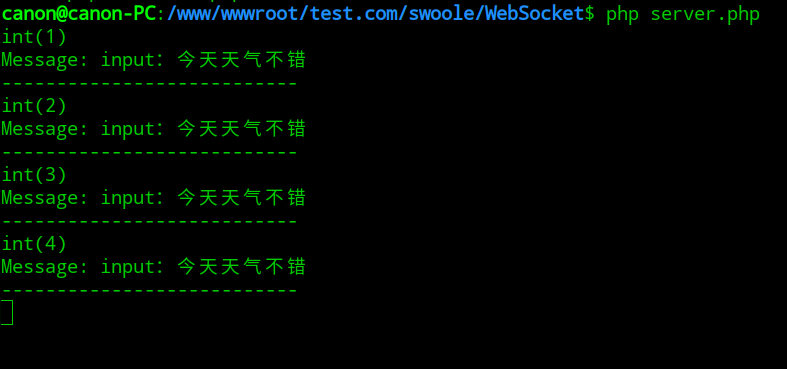 canon@canon-PC:/www/wwwroot/test.com/swoole/WebSocket$ php server.php
int(1)
Message: input: 今天天气不错
---------------------------
int(2)
Message: input: 今天天气不错
---------------------------
int(3)
Message: input: 今天天气不错
---------------------------
int(4)
Message: input: 今天天气不错
---------------------------